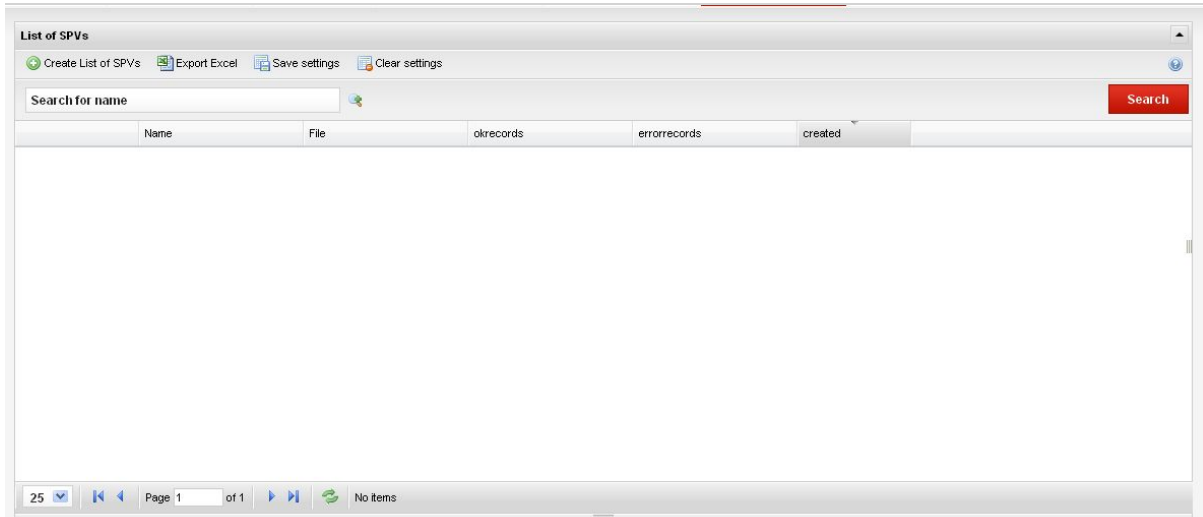 List of SPVs
Create List of SPVs Export Excel Save settings Clear settings
Search for name Search
Name File okrecords errorrecords created
25 Page 1 of 1 No items